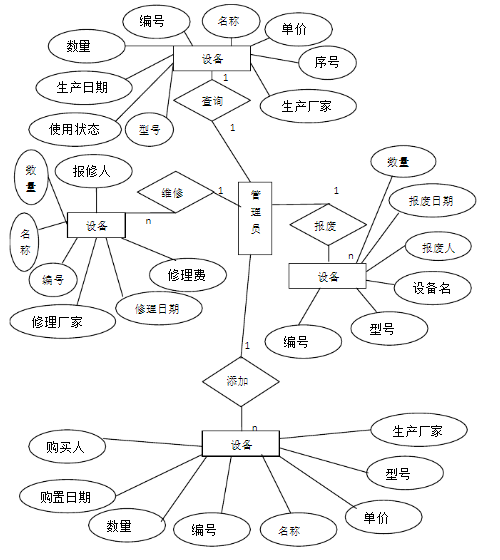 编号
名称
单价
数量
设备
序号
生产日期
1
查询
生产厂家
使用状态
型号
1
数量
报修人
维修
1
管理员
1
数量
报废日期
名称
设备
n
报废
报废人
编号
修理费
n
设备
设备名
修理厂家
修理日期
编号
型号
1
添加
n
购买人
设备
生产厂家
型号
购置日期
数量
编号
名称
单价